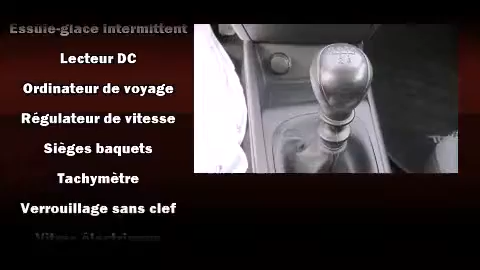 Essuie-glace intermittent
Lecteur DC
Ordinateur de voyage
Régulateur de vitesse
Sièges baquets
Tachymètre
Verrouillage sans clef